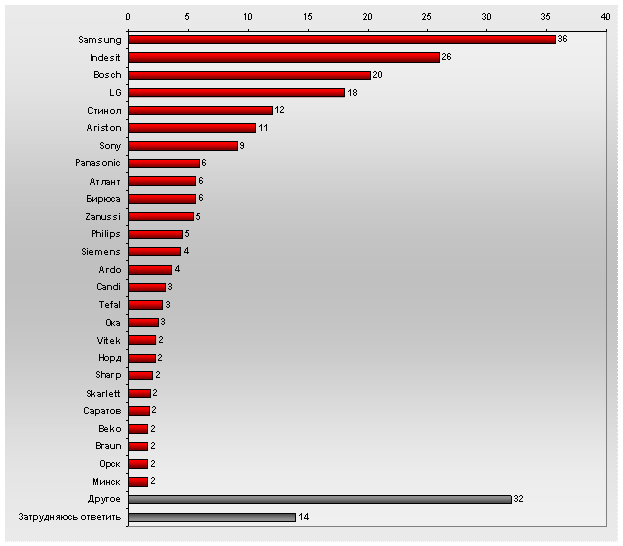 0 5 10 15 20 25 30 35 40
Samsung 36
Indesit 26
Bosch 20
LG 18
Стинол 12
Ariston 11
Sony 9
Panasonic 6
Атлант 6
Бирюса 6
Zanussi 5
Philips 5
Siemens 4
Ardo 4
Candi 3
Tefal 3
Ока 3
Vitek 2
Норд 2
Sharp 2
Skarlett 2
Саратов 2
Beko 2
Braun 2
Орск 2
Минск 2
Другое 32
Затрудняюсь ответить 14